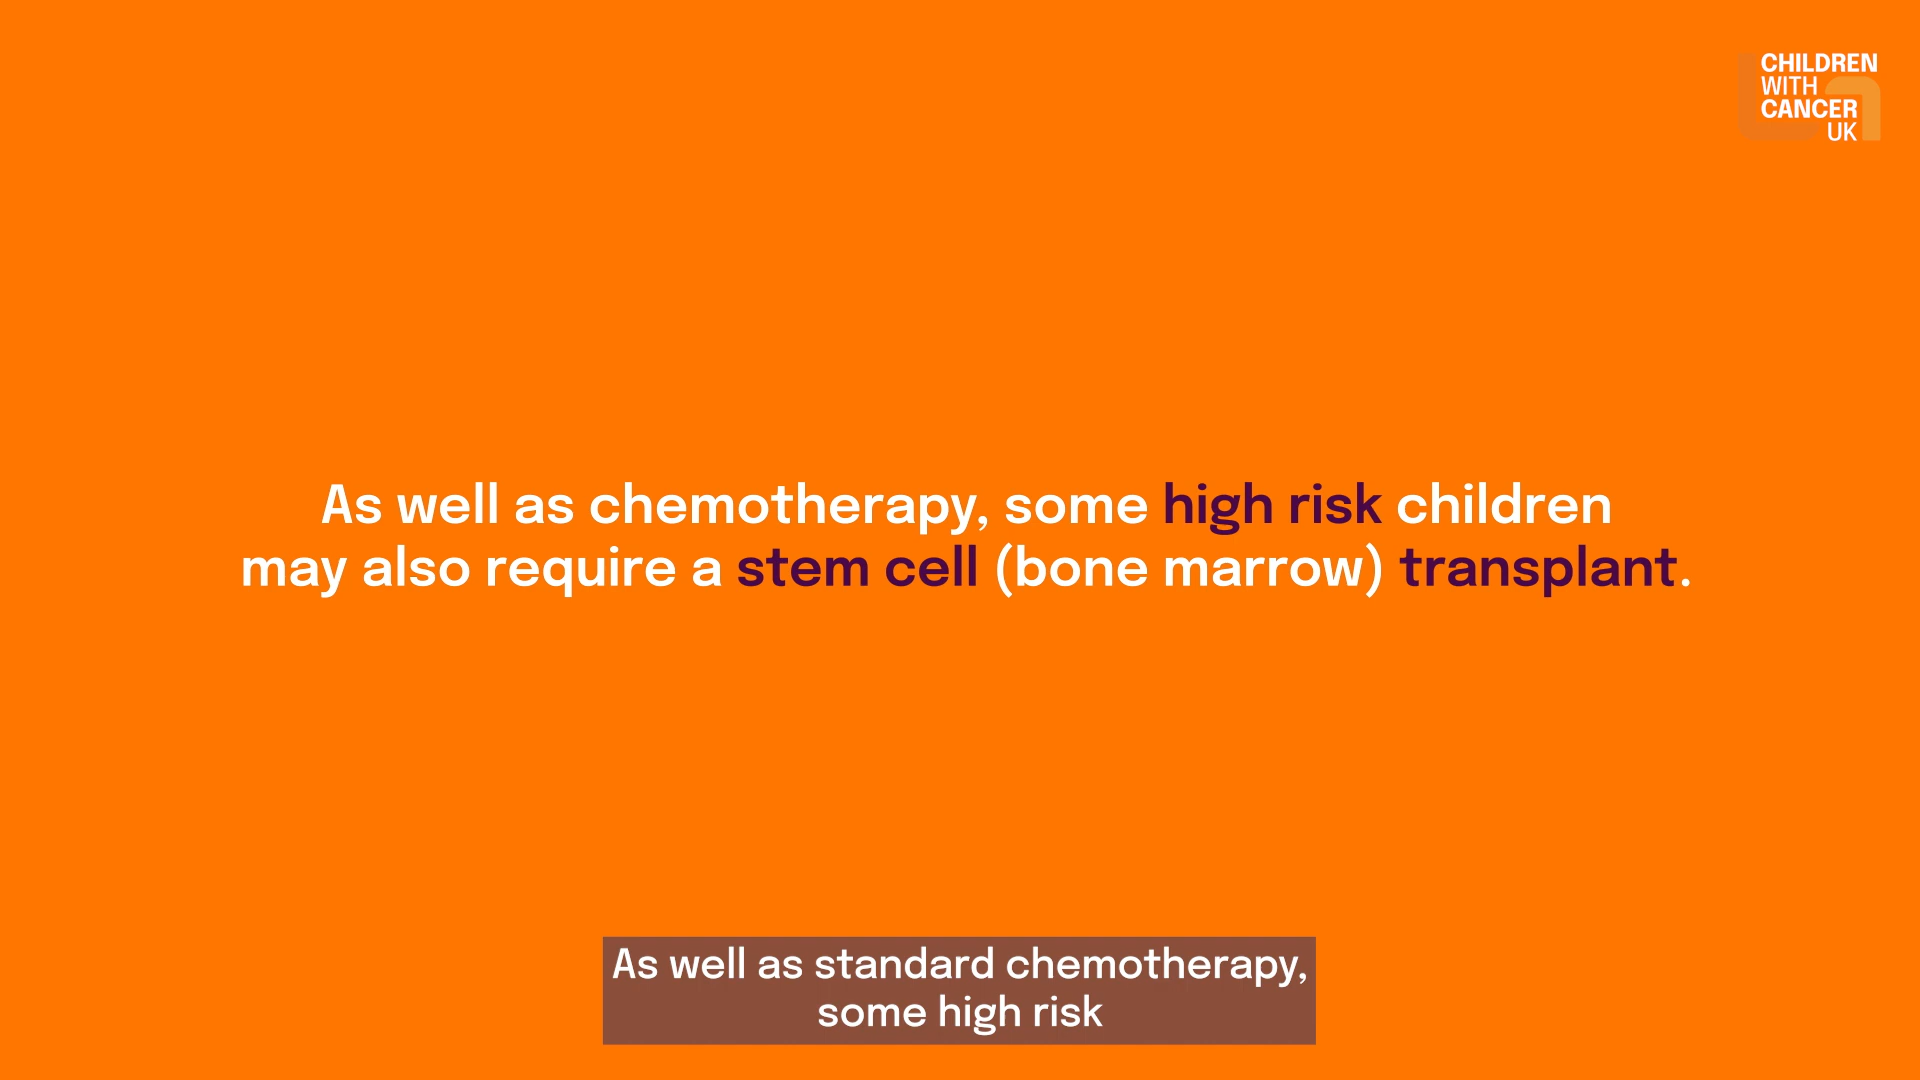 CHILDREN
WITH
CANCER
UK
As well as chemotherapy, some high risk children
may also require a stem cell (bone marrow) transplant.
As well as standard chemotherapy,
some high risk